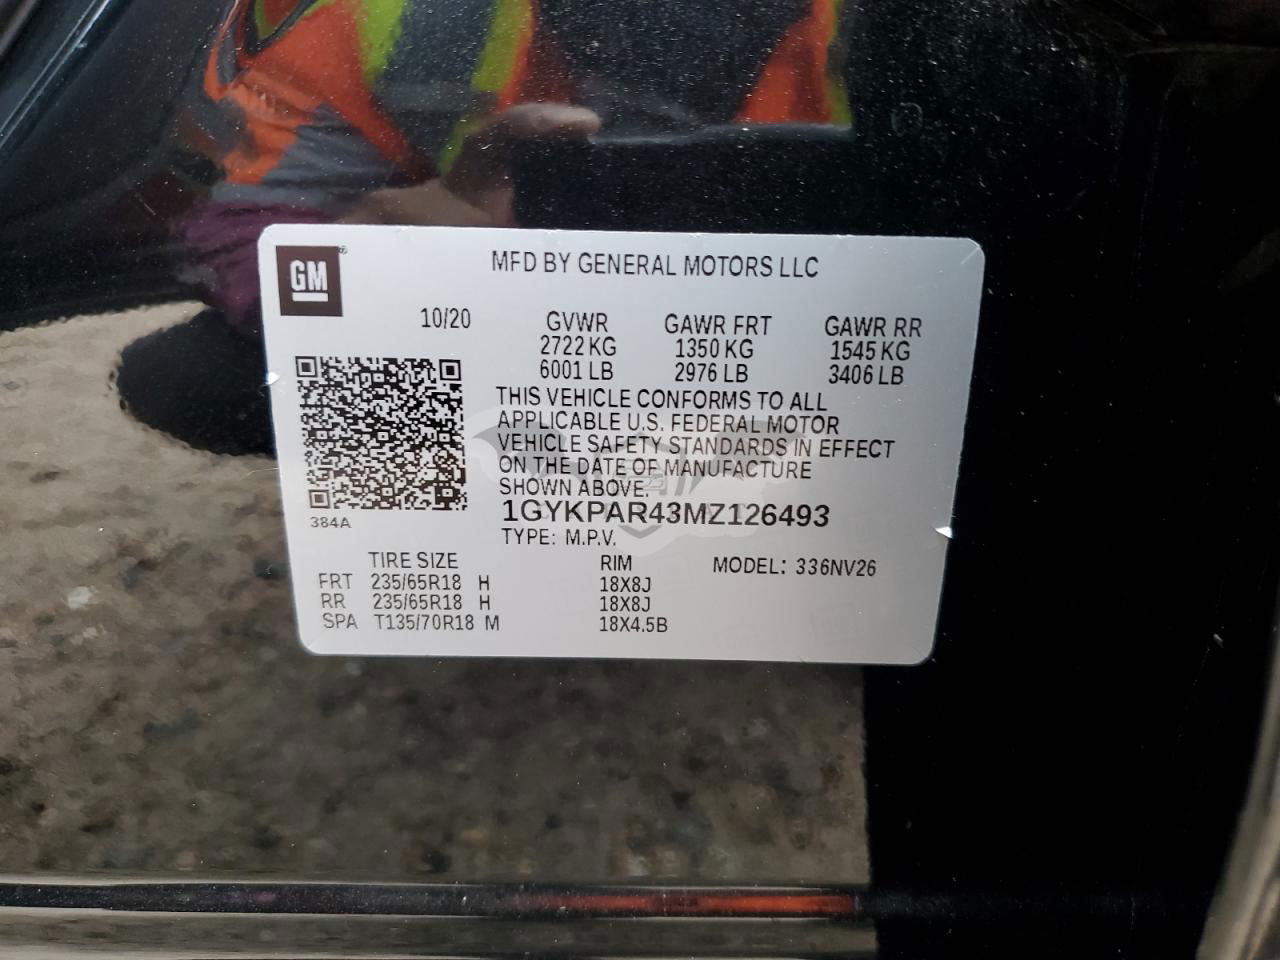 GM
MFD BY GENERAL MOTORS LLC
10/20
GVWR
2722 KG
6001 LB
GAWR FRT
1350 KG
2976 LB
GAWR RR
1545 KG
3406 LB
THIS VEHICLE CONFORMS TO ALL
APPLICABLE U.S. FEDERAL MOTOR
VEHICLE SAFETY STANDARDS IN EFFECT
ON THE DATE OF MANUFACTURE
SHOWN ABOVE.
384A
1GYKPAR43MZ126493
TYPE: M.P.V.
TIRE SIZE RIM MODEL: 336NV26
FRT 235/65R18 H 18X8J
RR 235/65R18 H 18X8J
SPA T135/70R18 M 18X4.5B